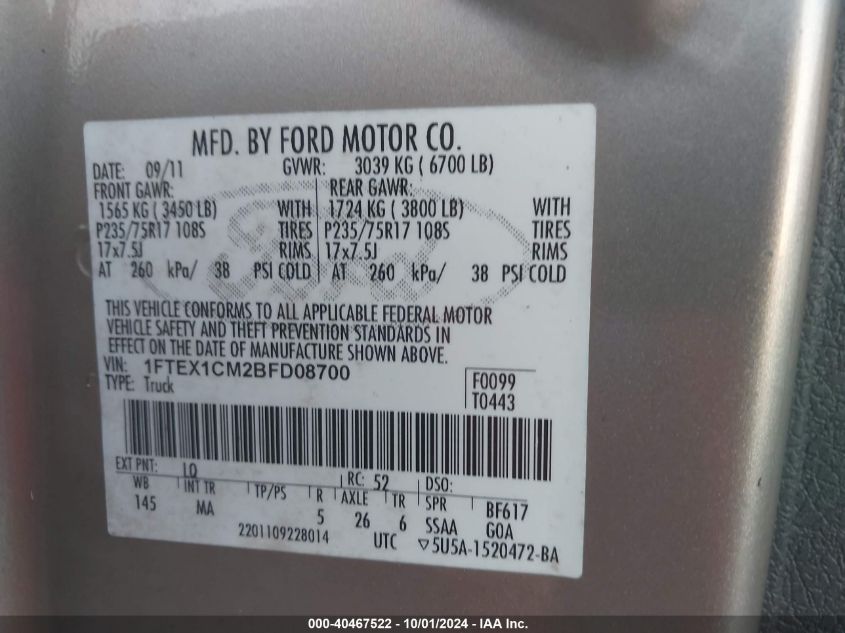 MFD. BY FORD MOTOR CO.
DATE: 09/11 GVWR: 3039 KG ( 6700 LB)
FRONT GAWR: REAR GAWR:
1565 KG ( 3450 LB) WITH 1724 KG ( 3800 LB) WITH
P235/75R17 108S TIRES P235/75R17 108S TIRES
17x7.5J RIMS 17x7.5J RIMS
AT 260 kPa/ 38 PSI COLD AT 260 kPa/ 38 PSI COLD
Ford
THIS VEHICLE CONFORMS TO ALL APPLICABLE FEDERAL MOTOR
VEHICLE SAFETY AND THEFT PREVENTION STANDARDS IN
EFFECT ON THE DATE OF MANUFACTURE SHOWN ABOVE.
VIN: 1FTEX1CM2BFD08700
TYPE: Truck
F0099
T0443
EXT PNT: LQ RC: 52 DSO:
WB INT TR TP/PS R AXLE TR SPR BF617
145 MA 5 26 6 SSAA GOA
2201109228014 UTC ▽5U5A-1520472-BA
000-40467522 - 10/01/2024 - IAA Inc.